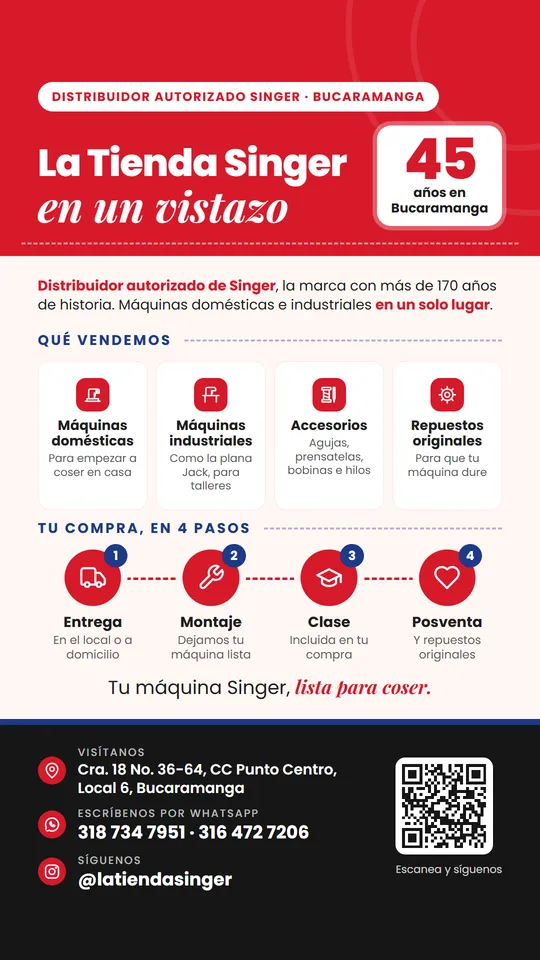 DISTRIBUIDOR AUTORIZADO SINGER · BUCARAMANGA
La Tienda Singer
en un vistazo
45
años en
Bucaramanga
Distribuidor autorizado de Singer, la marca con más de 170 años
de historia. Máquinas domésticas e industriales en un solo lugar.
QUÉ VENDEMOS
Máquinas
domésticas
Para empezar a
coser en casa
Máquinas
industriales
Como la plana
Jack, para
talleres
Accesorios
Agujas,
prensatelas,
bobinas e hilos
Repuestos
originales
Para que tu
máquina dure
TU COMPRA, EN 4 PASOS
1
Entrega
En el local o a
domicilio
2
Montaje
Dejamos tu
máquina lista
3
Clase
Incluida en tu
compra
4
Posventa
Y repuestos
originales
Tu máquina Singer, lista para coser.
VISÍTANOS
Cra. 18 No. 36-64, CC Punto Centro,
Local 6, Bucaramanga
ESCRÍBENOS POR WHATSAPP
318 734 7951 · 316 472 7206
SÍGUENOS
@latiendasinger
Escanea y síguenos